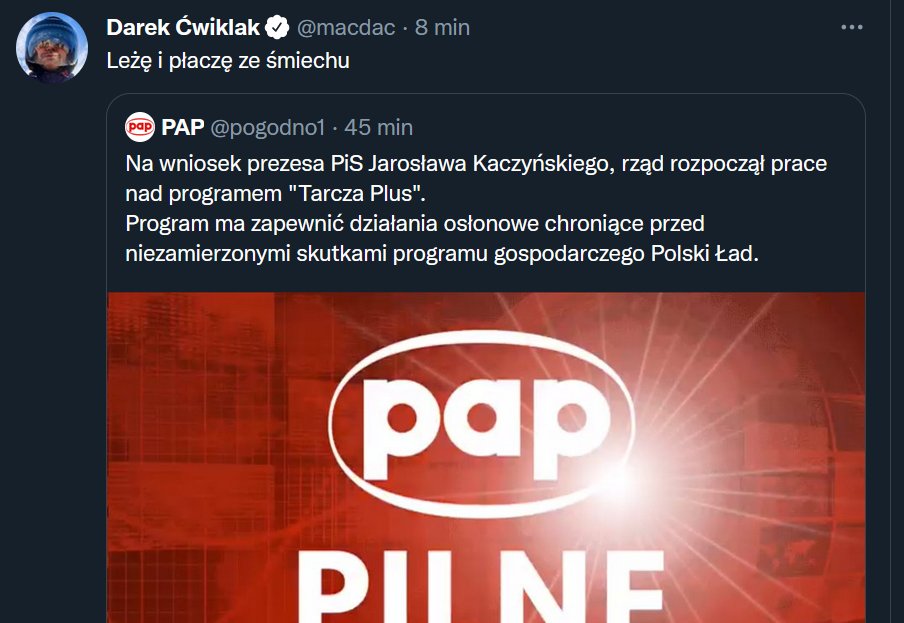 Darek Ćwiklak @macdac · 8 min
Leżę i płaczę ze śmiechu
pap PAP @pogodno1 · 45 min
Na wniosek prezesa PiS Jarosława Kaczyńskiego, rząd rozpoczął prace
nad programem "Tarcza Plus".
Program ma zapewnić działania osłonowe chroniące przed
niezamierzonymi skutkami programu gospodarczego Polski Ład.
pap
PILNE